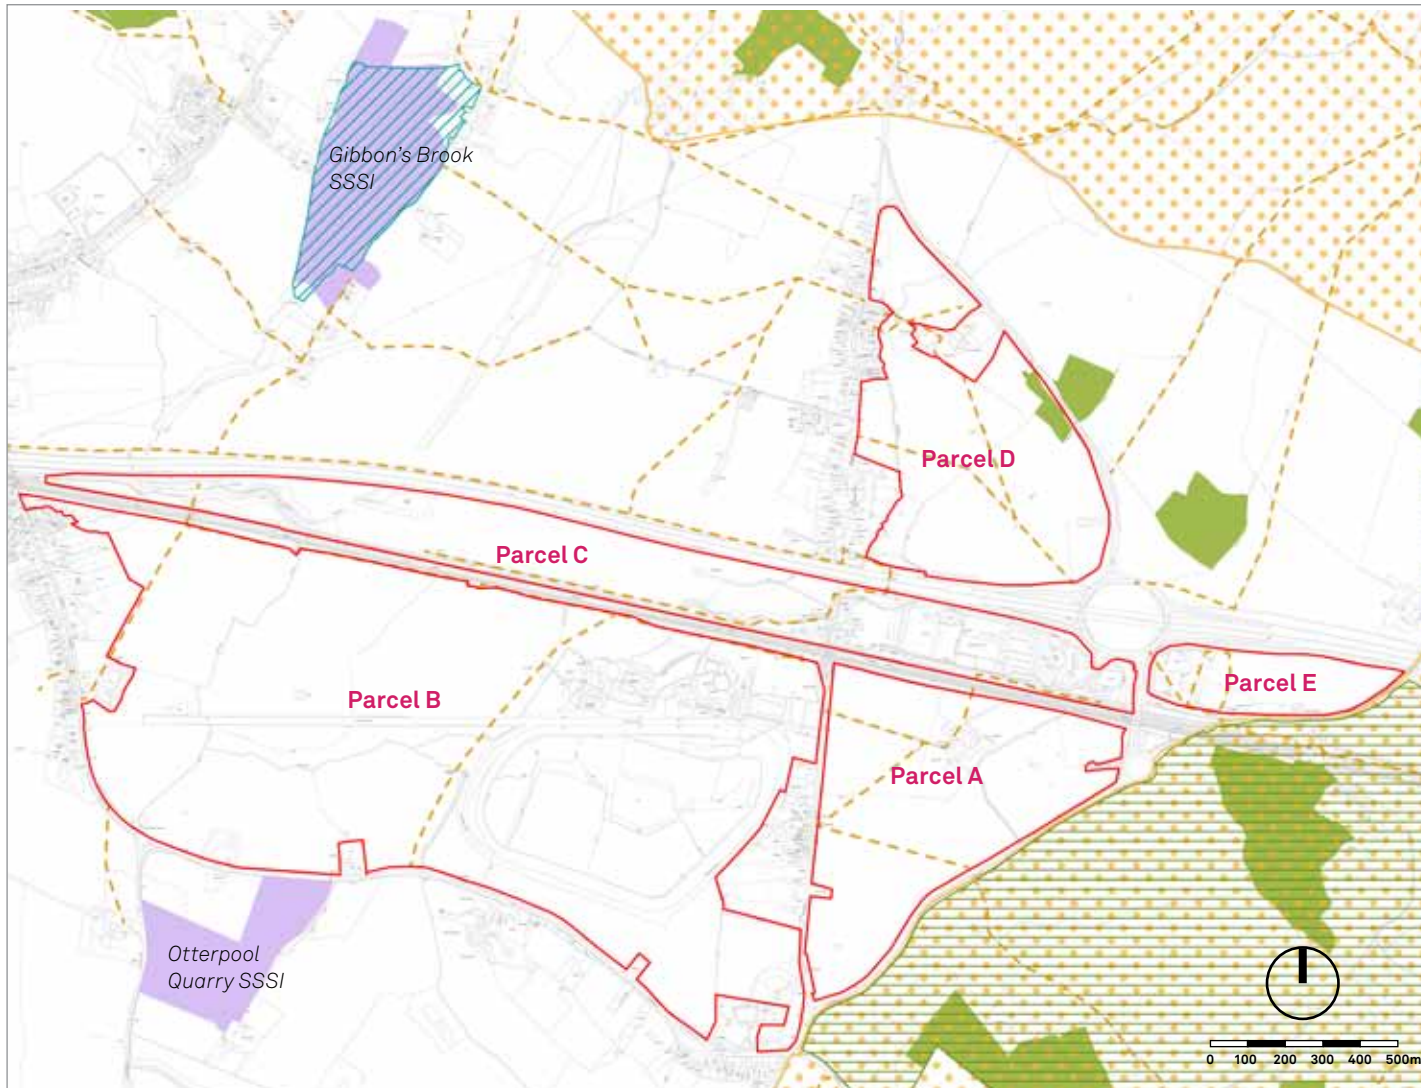 Gibbon's Brook
SSSI
Parcel D
Parcel C
Parcel E
Parcel B
Parcel A
Otterpool
Quarry SSSI
0 100 200 300 400 500m